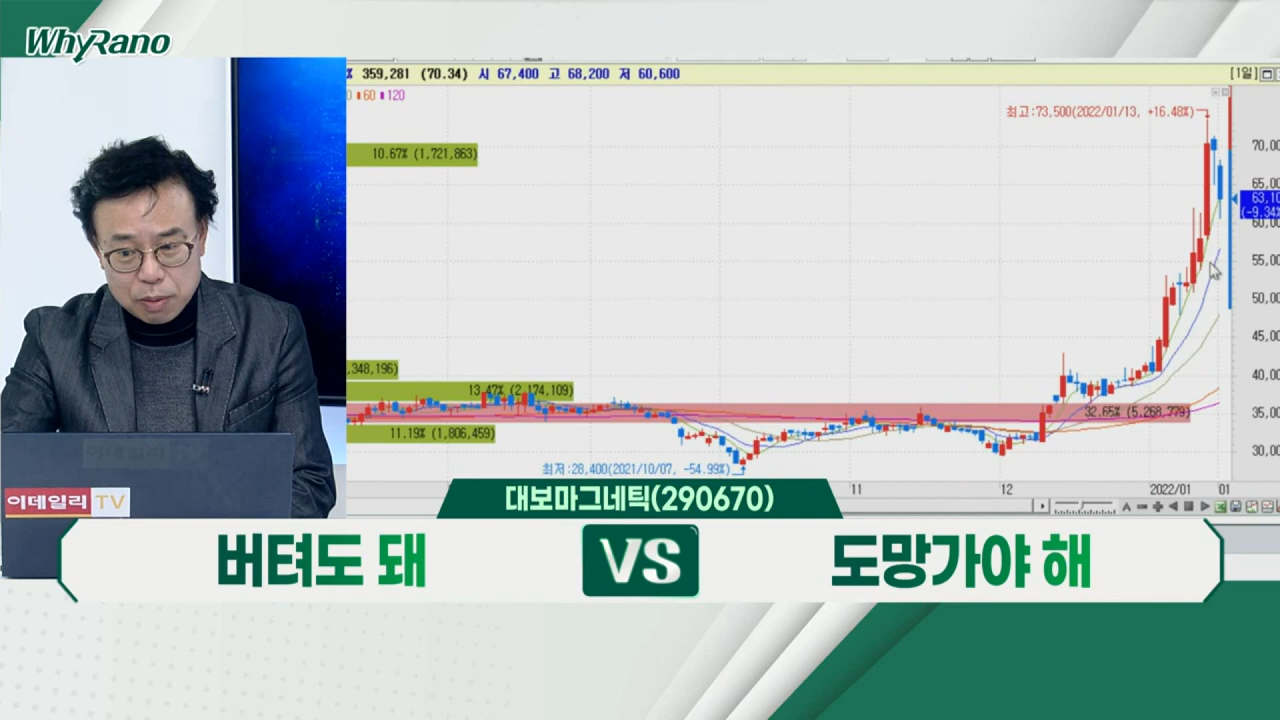 WhyRano
% 359,281 (70.34) 시 67,400 고 68,200 저 60,600
[1일]
60 120
최고:73,500(2022/01/13, +16.48%)
10.67% (1,721,863)
70,00
65,00
63,10
(-9.34%
60,00
55,00
50,00
45,00
40,00
35,00
30,00
,348,196)
13.47% (2,174,109)
32.65% (5,268,779)
11.19% (1,806,459)
최저:28,400(2021/10/07, -54.99%)
11 12 2022/01 01
이데일리 TV
대보마그네틱(290670)
버텨도 돼 VS 도망가야 해